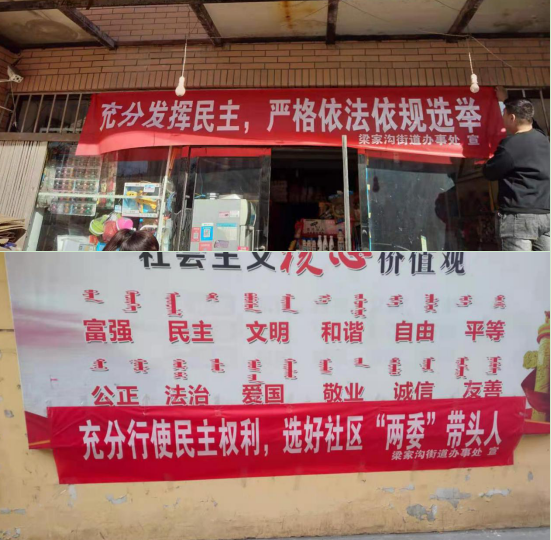 充分发挥民主，严格依法依规选举
梁家沟街道办事处 宣
社会主义核心价值观
富强 民主 文明 和谐 自由 平等
公正 法治 爱国 敬业 诚信 友善
充分行使民主权利，选好社区“两委”带头人
梁家沟街道办事处 宣